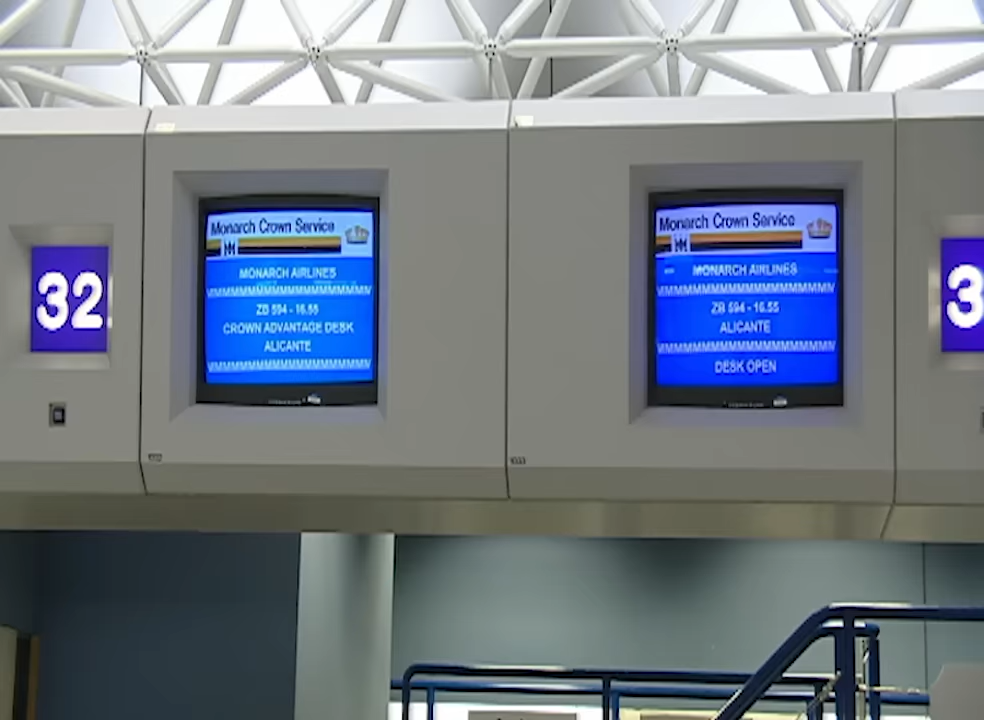 32
Monarch Crown Service
MONARCH AIRLINES
ZB 594 - 16.55
CROWN ADVANTAGE DESK
ALICANTE
Monarch Crown Service
MONARCH AIRLINES
ZB 594 - 16.55
ALICANTE
DESK OPEN
3